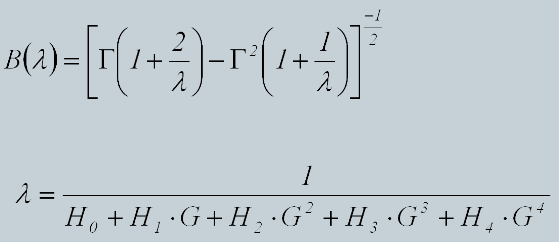 B(λ) = [Γ(1 + 2/λ) − Γ²(1 + 1/λ)]^(−1/2)
λ = 1 / (H₀ + H₁ · G + H₂ · G² + H₃ · G³ + H₄ · G⁴)